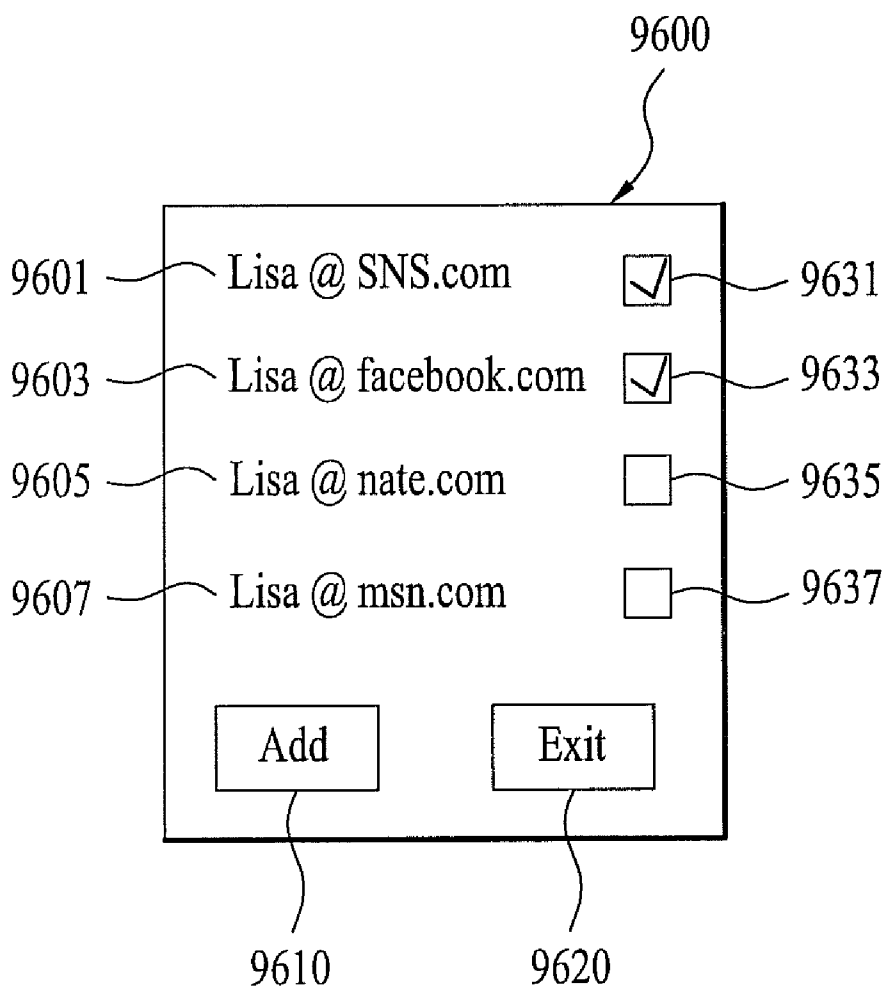 9600
9601 Lisa @ SNS.com 9631
9603 Lisa @ facebook.com 9633
9605 Lisa @ nate.com 9635
9607 Lisa @ msn.com 9637
Add Exit
9610 9620